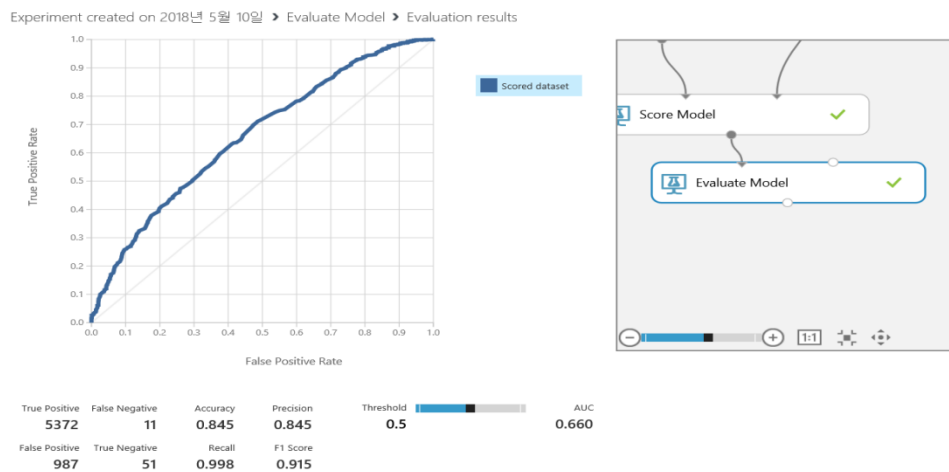 Experiment created on 2018년 5월 10일 > Evaluate Model > Evaluation results
1.0
0.9
0.8
0.7
0.6
0.5
0.4
0.3
0.2
0.1
0.0
True Positive Rate
0.0 0.1 0.2 0.3 0.4 0.5 0.6 0.7 0.8 0.9 1.0
False Positive Rate
Scored dataset
Score Model
Evaluate Model
1:1
True Positive False Negative Accuracy Precision Threshold AUC
5372 11 0.845 0.845 0.5 0.660
False Positive True Negative Recall F1 Score
987 51 0.998 0.915